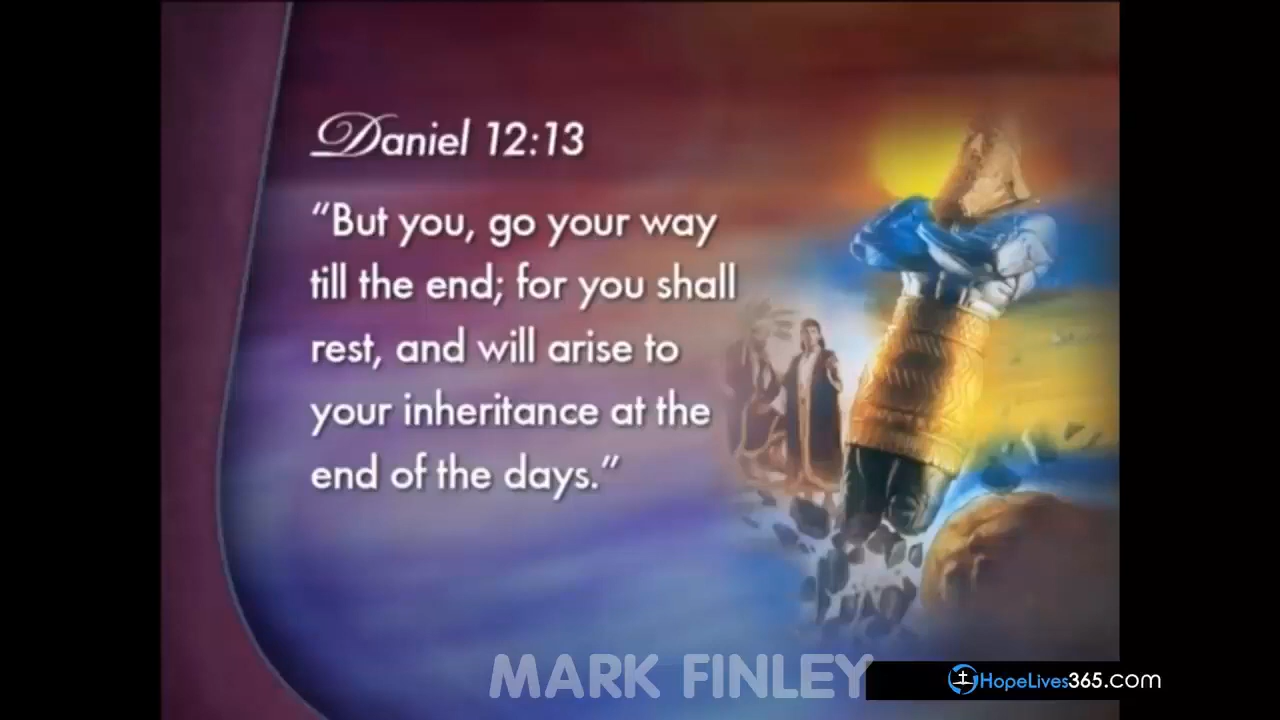 Daniel 12:13
“But you, go your way
till the end; for you shall
rest, and will arise to
your inheritance at the
end of the days.”
MARK FINLEY
HopeLives365.com